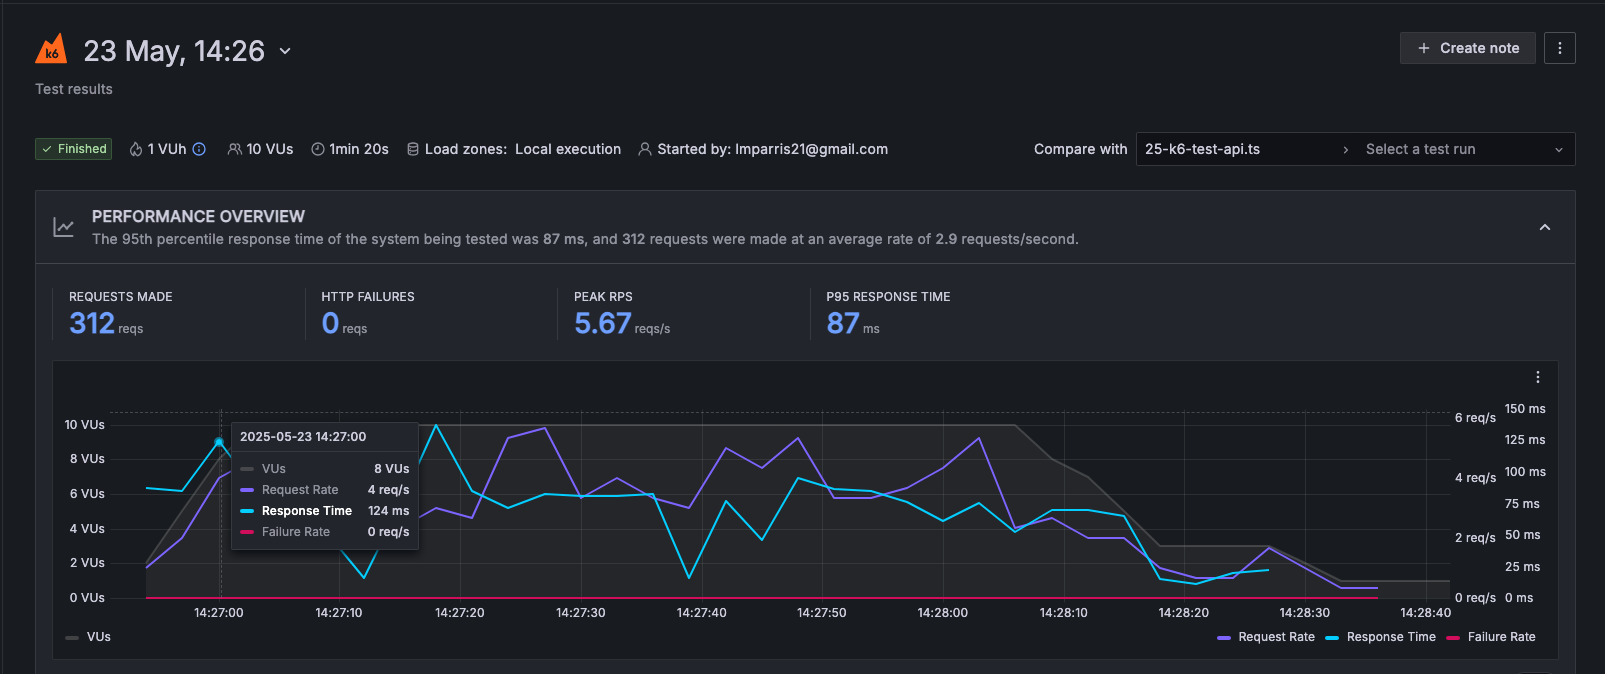 k6
23 May, 14:26
Create note
Test results
Finished
1 VUh
10 VUs
1min 20s
Load zones: Local execution
Started by: lmparris21@gmail.com
Compare with
25-k6-test-api.ts
Select a test run
PERFORMANCE OVERVIEW
The 95th percentile response time of the system being tested was 87 ms, and 312 requests were made at an average rate of 2.9 requests/second.
REQUESTS MADE
312 reqs
HTTP FAILURES
0 reqs
PEAK RPS
5.67 reqs/s
P95 RESPONSE TIME
87 ms
10 VUs
8 VUs
6 VUs
4 VUs
2 VUs
0 VUs
2025-05-23 14:27:00
VUs 8 VUs
Request Rate 4 req/s
Response Time 124 ms
Failure Rate 0 req/s
6 req/s
4 req/s
2 req/s
0 req/s
150 ms
125 ms
100 ms
75 ms
50 ms
25 ms
0 ms
14:27:00
14:27:10
14:27:20
14:27:30
14:27:40
14:27:50
14:28:00
14:28:10
14:28:20
14:28:30
14:28:40
VUs
Request Rate
Response Time
Failure Rate